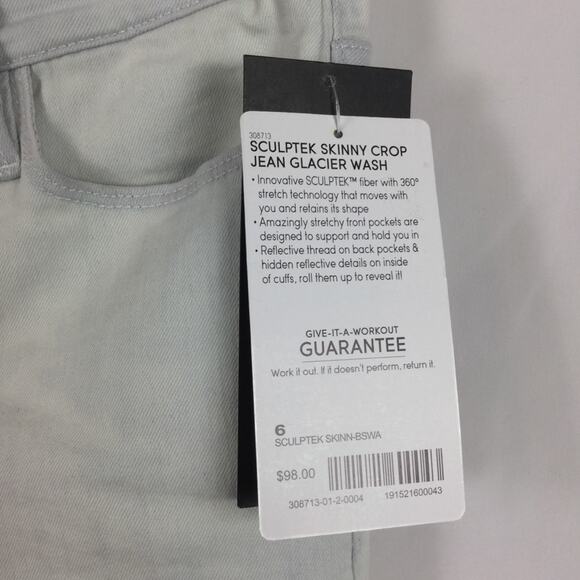 308713
SCULPTEK SKINNY CROP
JEAN GLACIER WASH
• Innovative SCULPTEK™ fiber with 360°
stretch technology that moves with
you and retains its shape
• Amazingly stretchy front pockets are
designed to support and hold you in
• Reflective thread on back pockets &
hidden reflective details on inside
of cuffs, roll them up to reveal it!
GIVE-IT-A-WORKOUT
GUARANTEE
Work it out. If it doesn't perform, return it.
6
SCULPTEK SKINN-BSWA
$98.00
308713-01-2-0004 191521600043